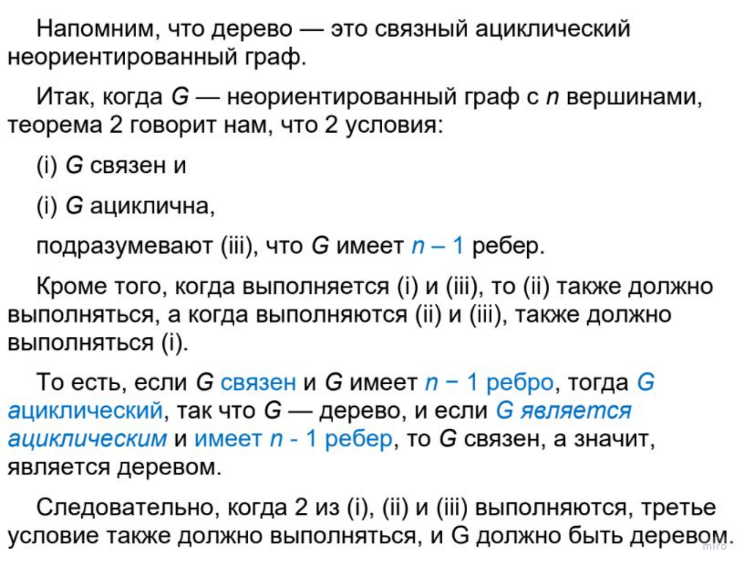 Напомним, что дерево — это связный ациклический
неориентированный граф.
Итак, когда G — неориентированный граф с n вершинами,
теорема 2 говорит нам, что 2 условия:
(i) G связен и
(i) G ациклична,
подразумевают (iii), что G имеет n – 1 ребер.
Кроме того, когда выполняется (i) и (iii), то (ii) также должно
выполняться, а когда выполняются (ii) и (iii), также должно
выполняться (i).
То есть, если G связен и G имеет n − 1 ребро, тогда G
ациклический, так что G — дерево, и если G является
ациклическим и имеет n - 1 ребер, то G связен, а значит,
является деревом.
Следовательно, когда 2 из (i), (ii) и (iii) выполняются, третье
условие также должно выполняться, и G должно быть деревом.
miro